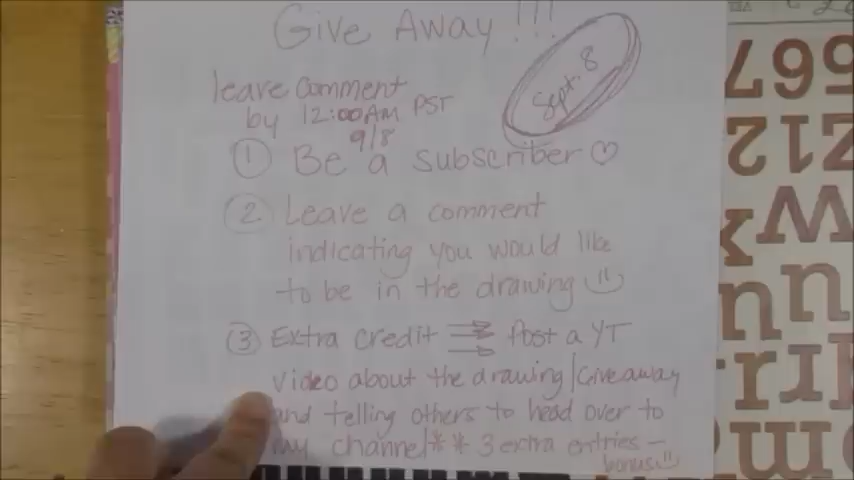 Give Away !!!
Sept. 8
leave comment
by 12:00AM PST
9/8
① Be a subscriber ♡
② Leave a comment
indicating you would like
to be in the drawing
③ Extra credit → Post a YT
video about the drawing/Giveaway
and telling others to head over to
my channel** 3 extra entries -
bonus
567
21Z